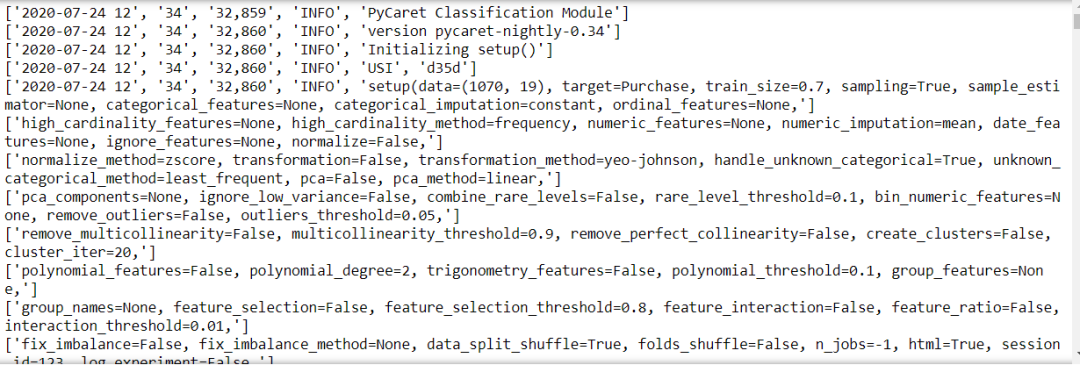 ['2020-07-24 12', '34', '32,859', 'INFO', 'PyCaret Classification Module']
['2020-07-24 12', '34', '32,860', 'INFO', 'version pycaret-nightly-0.34']
['2020-07-24 12', '34', '32,860', 'INFO', 'Initializing setup()']
['2020-07-24 12', '34', '32,860', 'INFO', 'USI', 'd35d']
['2020-07-24 12', '34', '32,860', 'INFO', 'setup(data=(1070, 19), target=Purchase, train_size=0.7, sampling=True, sample_esti
mator=None, categorical_features=None, categorical_imputation=constant, ordinal_features=None,']
['high_cardinality_features=None, high_cardinality_method=frequency, numeric_features=None, numeric_imputation=mean, date_fea
tures=None, ignore_features=None, normalize=False,']
['normalize_method=zscore, transformation=False, transformation_method=yeo-johnson, handle_unknown_categorical=True, unknown_
categorical_method=least_frequent, pca=False, pca_method=linear,']
['pca_components=None, ignore_low_variance=False, combine_rare_levels=False, rare_level_threshold=0.1, bin_numeric_features=N
one, remove_outliers=False, outliers_threshold=0.05,']
['remove_multicollinearity=False, multicollinearity_threshold=0.9, remove_perfect_collinearity=False, create_clusters=False,
cluster_iter=20,']
['polynomial_features=False, polynomial_degree=2, trigonometry_features=False, polynomial_threshold=0.1, group_features=Non
e,']
['group_names=None, feature_selection=False, feature_selection_threshold=0.8, feature_interaction=False, feature_ratio=False,
interaction_threshold=0.01,']
['fix_imbalance=False, fix_imbalance_method=None, data_split_shuffle=True, folds_shuffle=False, n_jobs=-1, html=True, session
_id=123, log_experiment=False,']